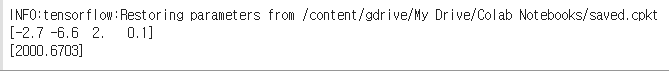 INFO:tensorflow:Restoring parameters from /content/gdrive/My Drive/Colab Notebooks/saved.cpkt
[-2.7 -6.6  2.   0.1]
[2000.6703]